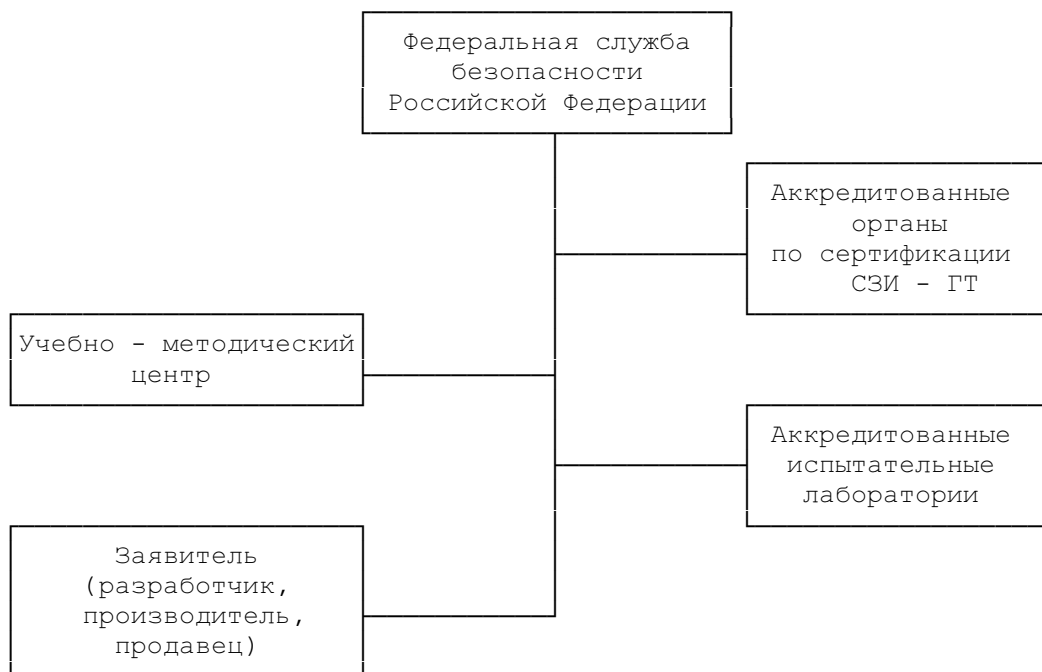 Федеральная служба
безопасности
Российской Федерации
Аккредитованные
органы
по сертификации
СЗИ - ГТ
Учебно - методический
центр
Аккредитованные
испытательные
лаборатории
Заявитель
(разработчик,
производитель,
продавец)